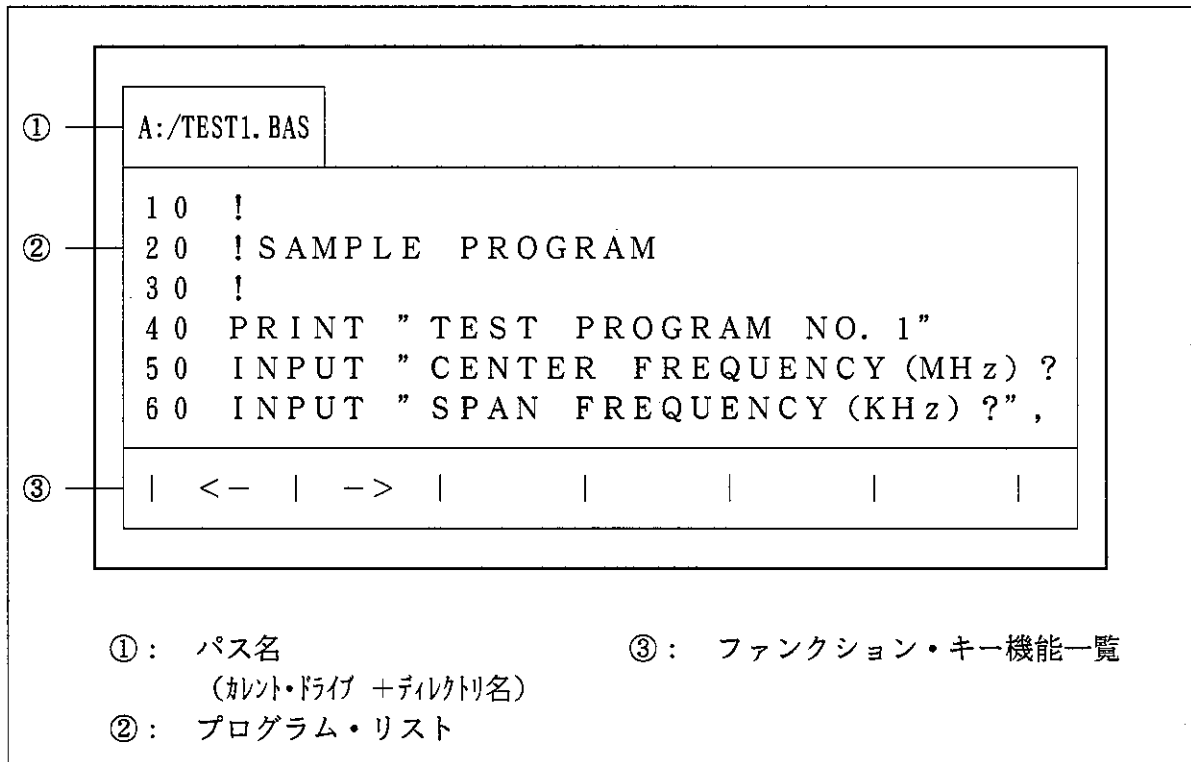 ① A:/TEST1.BAS
10 !
② 20 !SAMPLE PROGRAM
30 !
40 PRINT "TEST PROGRAM NO.1"
50 INPUT "CENTER FREQUENCY(MHz)?
60 INPUT "SPAN FREQUENCY(KHz)?",
③ | <- | -> | | | | |
①: パス名
(ｶﾚﾝﾄ・ﾄﾞﾗｲﾌﾞ +ﾃﾞｨﾚｸﾄﾘ名)
②: プログラム・リスト
③: ファンクション・キー機能一覧